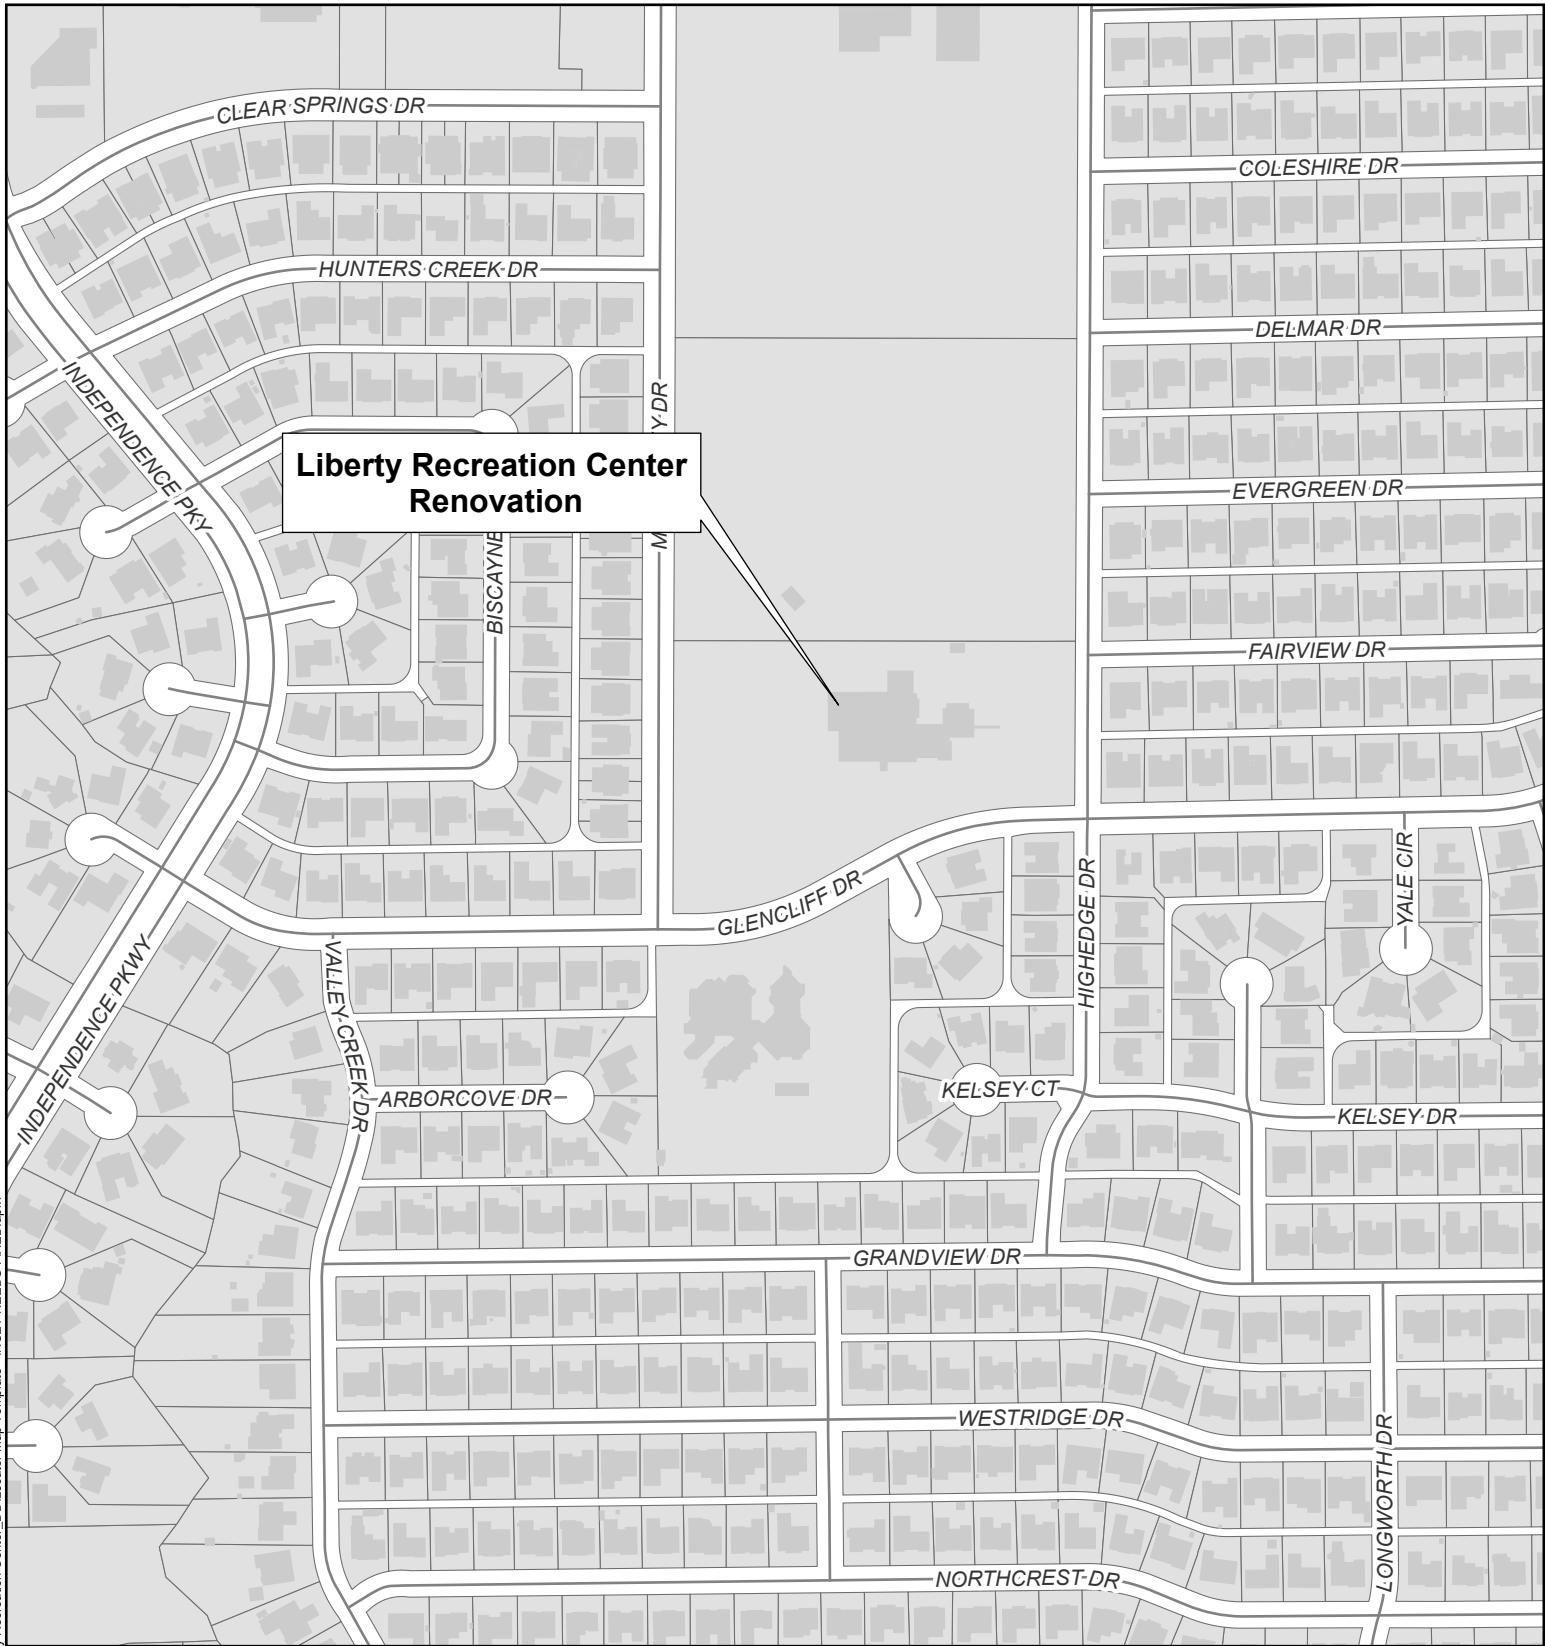 CLEAR SPRINGS DR
COLESHIRE DR
HUNTERS CREEK DR
DELMAR DR
INDEPENDENCE PKY
Y DR
Liberty Recreation Center
Renovation
EVERGREEN DR
M
BISCAYNE
FAIRVIEW DR
GLENCLIFF DR
HIGHEDGE DR
YALE CIR
INDEPENDENCE PKWY
VALLEY CREEK DR
ARBORCOVE DR
KELSEY CT
KELSEY DR
GRANDVIEW DR
WESTRIDGE DR
LONGWORTH DR
NORTHCREST DR